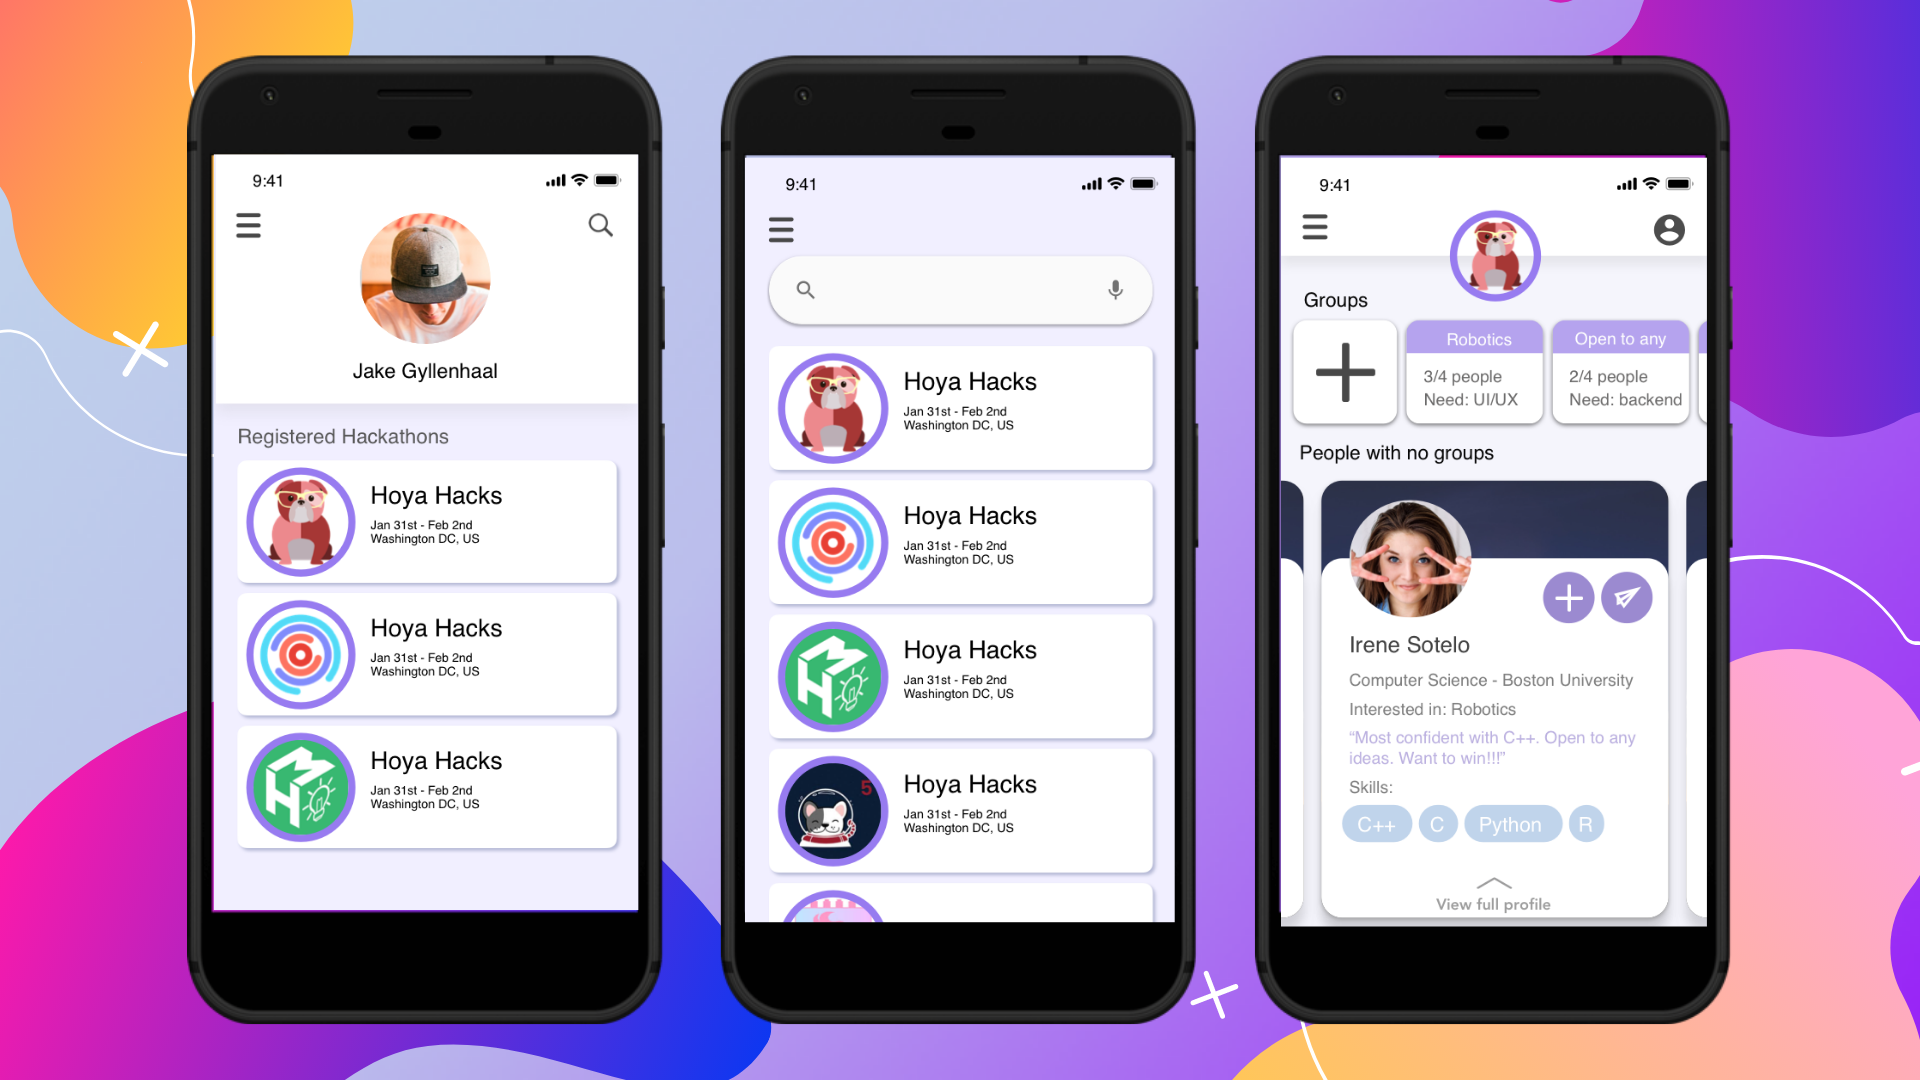 9:41
Jake Gyllenhaal
Registered Hackathons
Hoya Hacks
Jan 31st - Feb 2nd
Washington DC, US
Hoya Hacks
Jan 31st - Feb 2nd
Washington DC, US
MH
Hoya Hacks
Jan 31st - Feb 2nd
Washington DC, US
9:41
Hoya Hacks
Jan 31st - Feb 2nd
Washington DC, US
Hoya Hacks
Jan 31st - Feb 2nd
Washington DC, US
MH
Hoya Hacks
Jan 31st - Feb 2nd
Washington DC, US
5
Hoya Hacks
Jan 31st - Feb 2nd
Washington DC, US
9:41
Groups
Robotics
3/4 people
Need: UI/UX
Open to any
2/4 people
Need: backend
People with no groups
Irene Sotelo
Computer Science - Boston University
Interested in: Robotics
“Most confident with C++. Open to any
ideas. Want to win!!!”
Skills:
C++ C Python R
View full profile